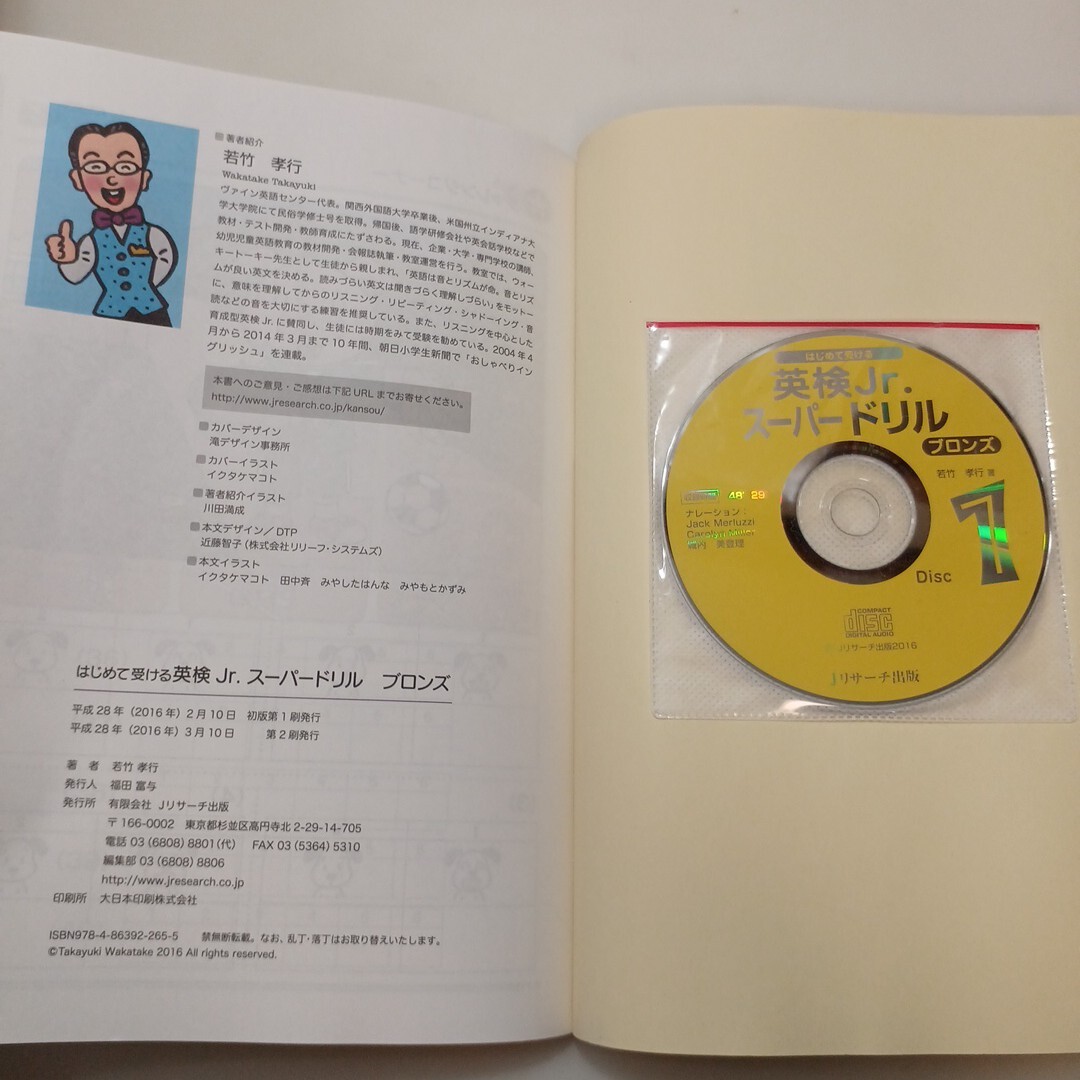 著者紹介
若竹 孝行
Wakatake Takayuki
ヴァイン英語センター代表。関西外国語大学卒業後、米国州立インディアナ大
学大学院にて民俗学修士号を取得。帰国後、語学研修会社や英会話学校などで
教材・テスト開発・教師育成にたずさわる。現在、企業・大学・専門学校の講師、
幼児児童英語教育の教材開発・会報誌執筆・教室運営を行う。教室では、ウォー
キートーキー先生として生徒から親しまれ、「英語は音とリズムが命。音とリズ
ムが良い英文を決める。読みづらい英文は聞きづらく理解しづらい」をモットー
に、意味を理解してからのリスニング・リピーティング・シャドーイング・音
読などの音を大切にする練習を推奨している。また、リスニングを中心とした
育成型英検 Jr. に賛同し、生徒には時期をみて受験を勧めている。2004年4
月から2014年3月まで10年間、朝日小学生新聞で「おしゃべりイン
グリッシュ」を連載。
本書へのご意見・ご感想は下記URLまでお寄せください。
http://www.jresearch.co.jp/kansou/
カバーデザイン
滝デザイン事務所
カバーイラスト
イクタケマコト
著者紹介イラスト
川田満成
本文デザイン/DTP
近藤智子(株式会社リリーフ・システムズ)
本文イラスト
イクタケマコト 田中斉 みやしたはんな みやもとかずみ
はじめて受ける英検 Jr. スーパードリル ブロンズ
平成28年(2016年)2月10日 初版第1刷発行
平成28年(2016年)3月10日 第2刷発行
著 者 若竹 孝行
発行人 福田 富与
発行所 有限会社 Jリサーチ出版
〒166-0002 東京都杉並区高円寺北2-29-14-705
電話 03(6808)8801(代) FAX 03(5364)5310
編集部 03(6808)8806
http://www.jresearch.co.jp
印刷所 大日本印刷株式会社
ISBN978-4-86392-265-5 禁無断転載。なお、乱丁・落丁はお取り替えいたします。
©Takayuki Wakatake 2016 All rights reserved.
はじめて受ける
英検Jr.
スーパードリル
ブロンズ
若竹 孝行 著
48' 29
ナレーション:
Jack Merluzzi
Carolyn Miller
Disc
1
COMPACT
disc
DIGITAL AUDIO
Jリサーチ出版2016
Jリサーチ出版